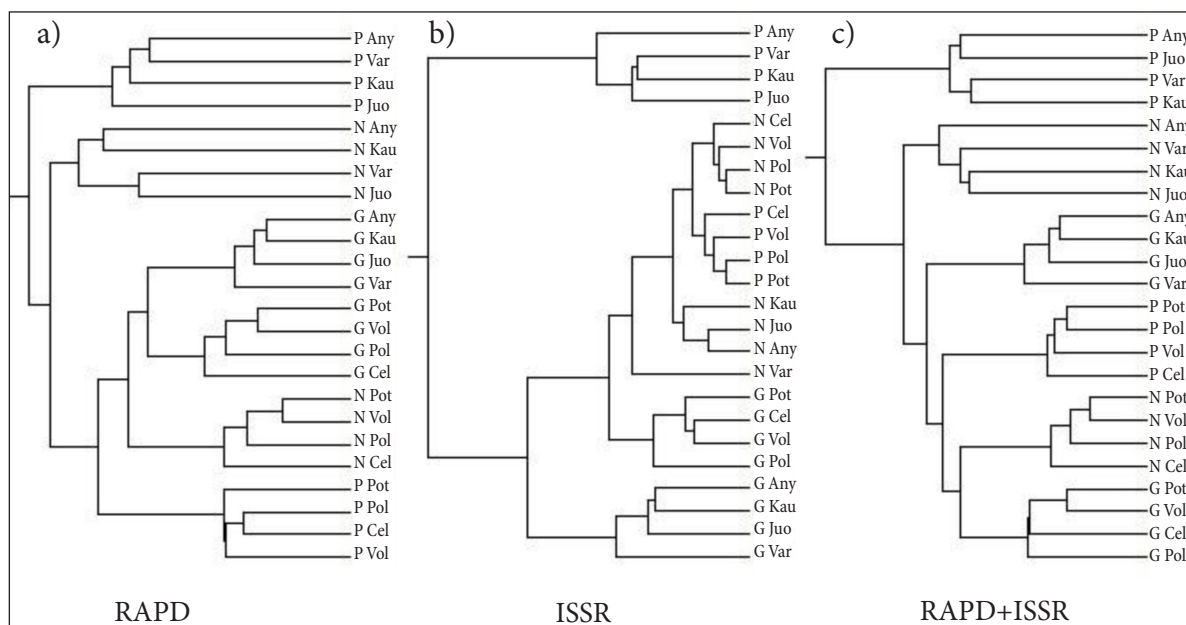 a)
P Any
P Var
P Kau
P Juo
N Any
N Kau
N Var
N Juo
G Any
G Kau
G Juo
G Var
G Pot
G Vol
G Pol
G Cel
N Pot
N Vol
N Pol
N Cel
P Pot
P Pol
P Cel
P Vol
RAPD
b)
P Any
P Var
P Kau
P Juo
N Cel
N Vol
N Pol
N Pot
P Cel
P Vol
P Pol
P Pot
N Kau
N Juo
N Any
N Var
G Pot
G Cel
G Vol
G Pol
G Any
G Kau
G Juo
G Var
ISSR
c)
P Any
P Juo
P Var
P Kau
N Any
N Var
N Kau
N Juo
G Any
G Kau
G Juo
G Var
P Pot
P Pol
P Vol
P Cel
N Pot
N Vol
N Pol
N Cel
G Pot
G Vol
G Cel
G Pol
RAPD+ISSR